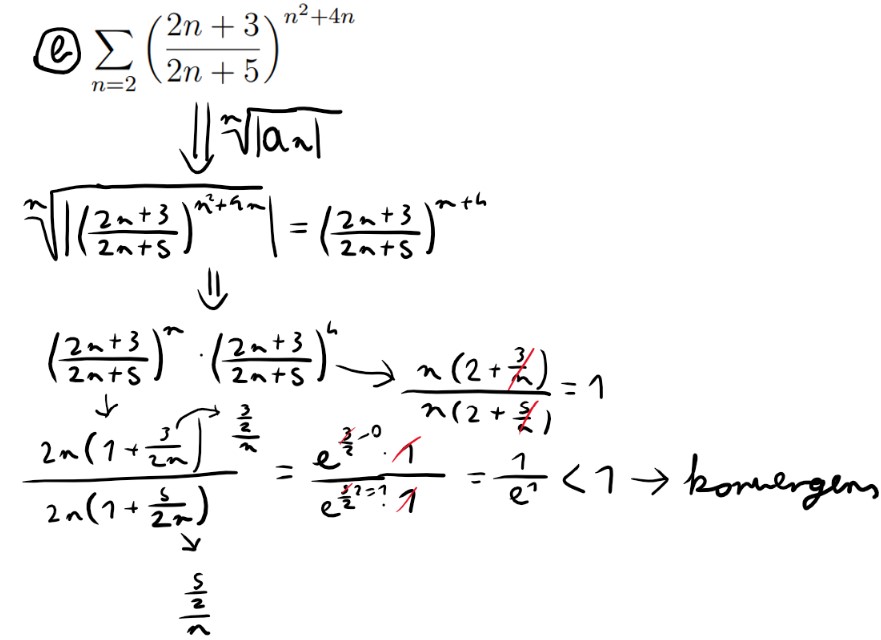 e) \sum_{n=2} \left( \frac{2n+3}{2n+5} \right)^{n^2+4n}
⇓ \sqrt[n]{|a_n|}
\sqrt[n]{\left| \left( \frac{2n+3}{2n+5} \right)^{n^2+4n} \right|} = \left( \frac{2n+3}{2n+5} \right)^{n+4}
⇓
\left( \frac{2n+3}{2n+5} \right)^n \cdot \left( \frac{2n+3}{2n+5} \right)^4 → \frac{n(2+\frac{3}{n})}{n(2+\frac{5}{n})} = 1
↓
\frac{2n(1+\frac{3}{2n})}{2n(1+\frac{5}{2n})} → \frac{\frac{3}{2}}{n} = \frac{e^{\frac{3}{2}-0} \cdot 1}{e^{\frac{5}{2}?=1} \cdot 1} = \frac{1}{e^1} < 1 → konvergens
↓
\frac{\frac{5}{2}}{n}